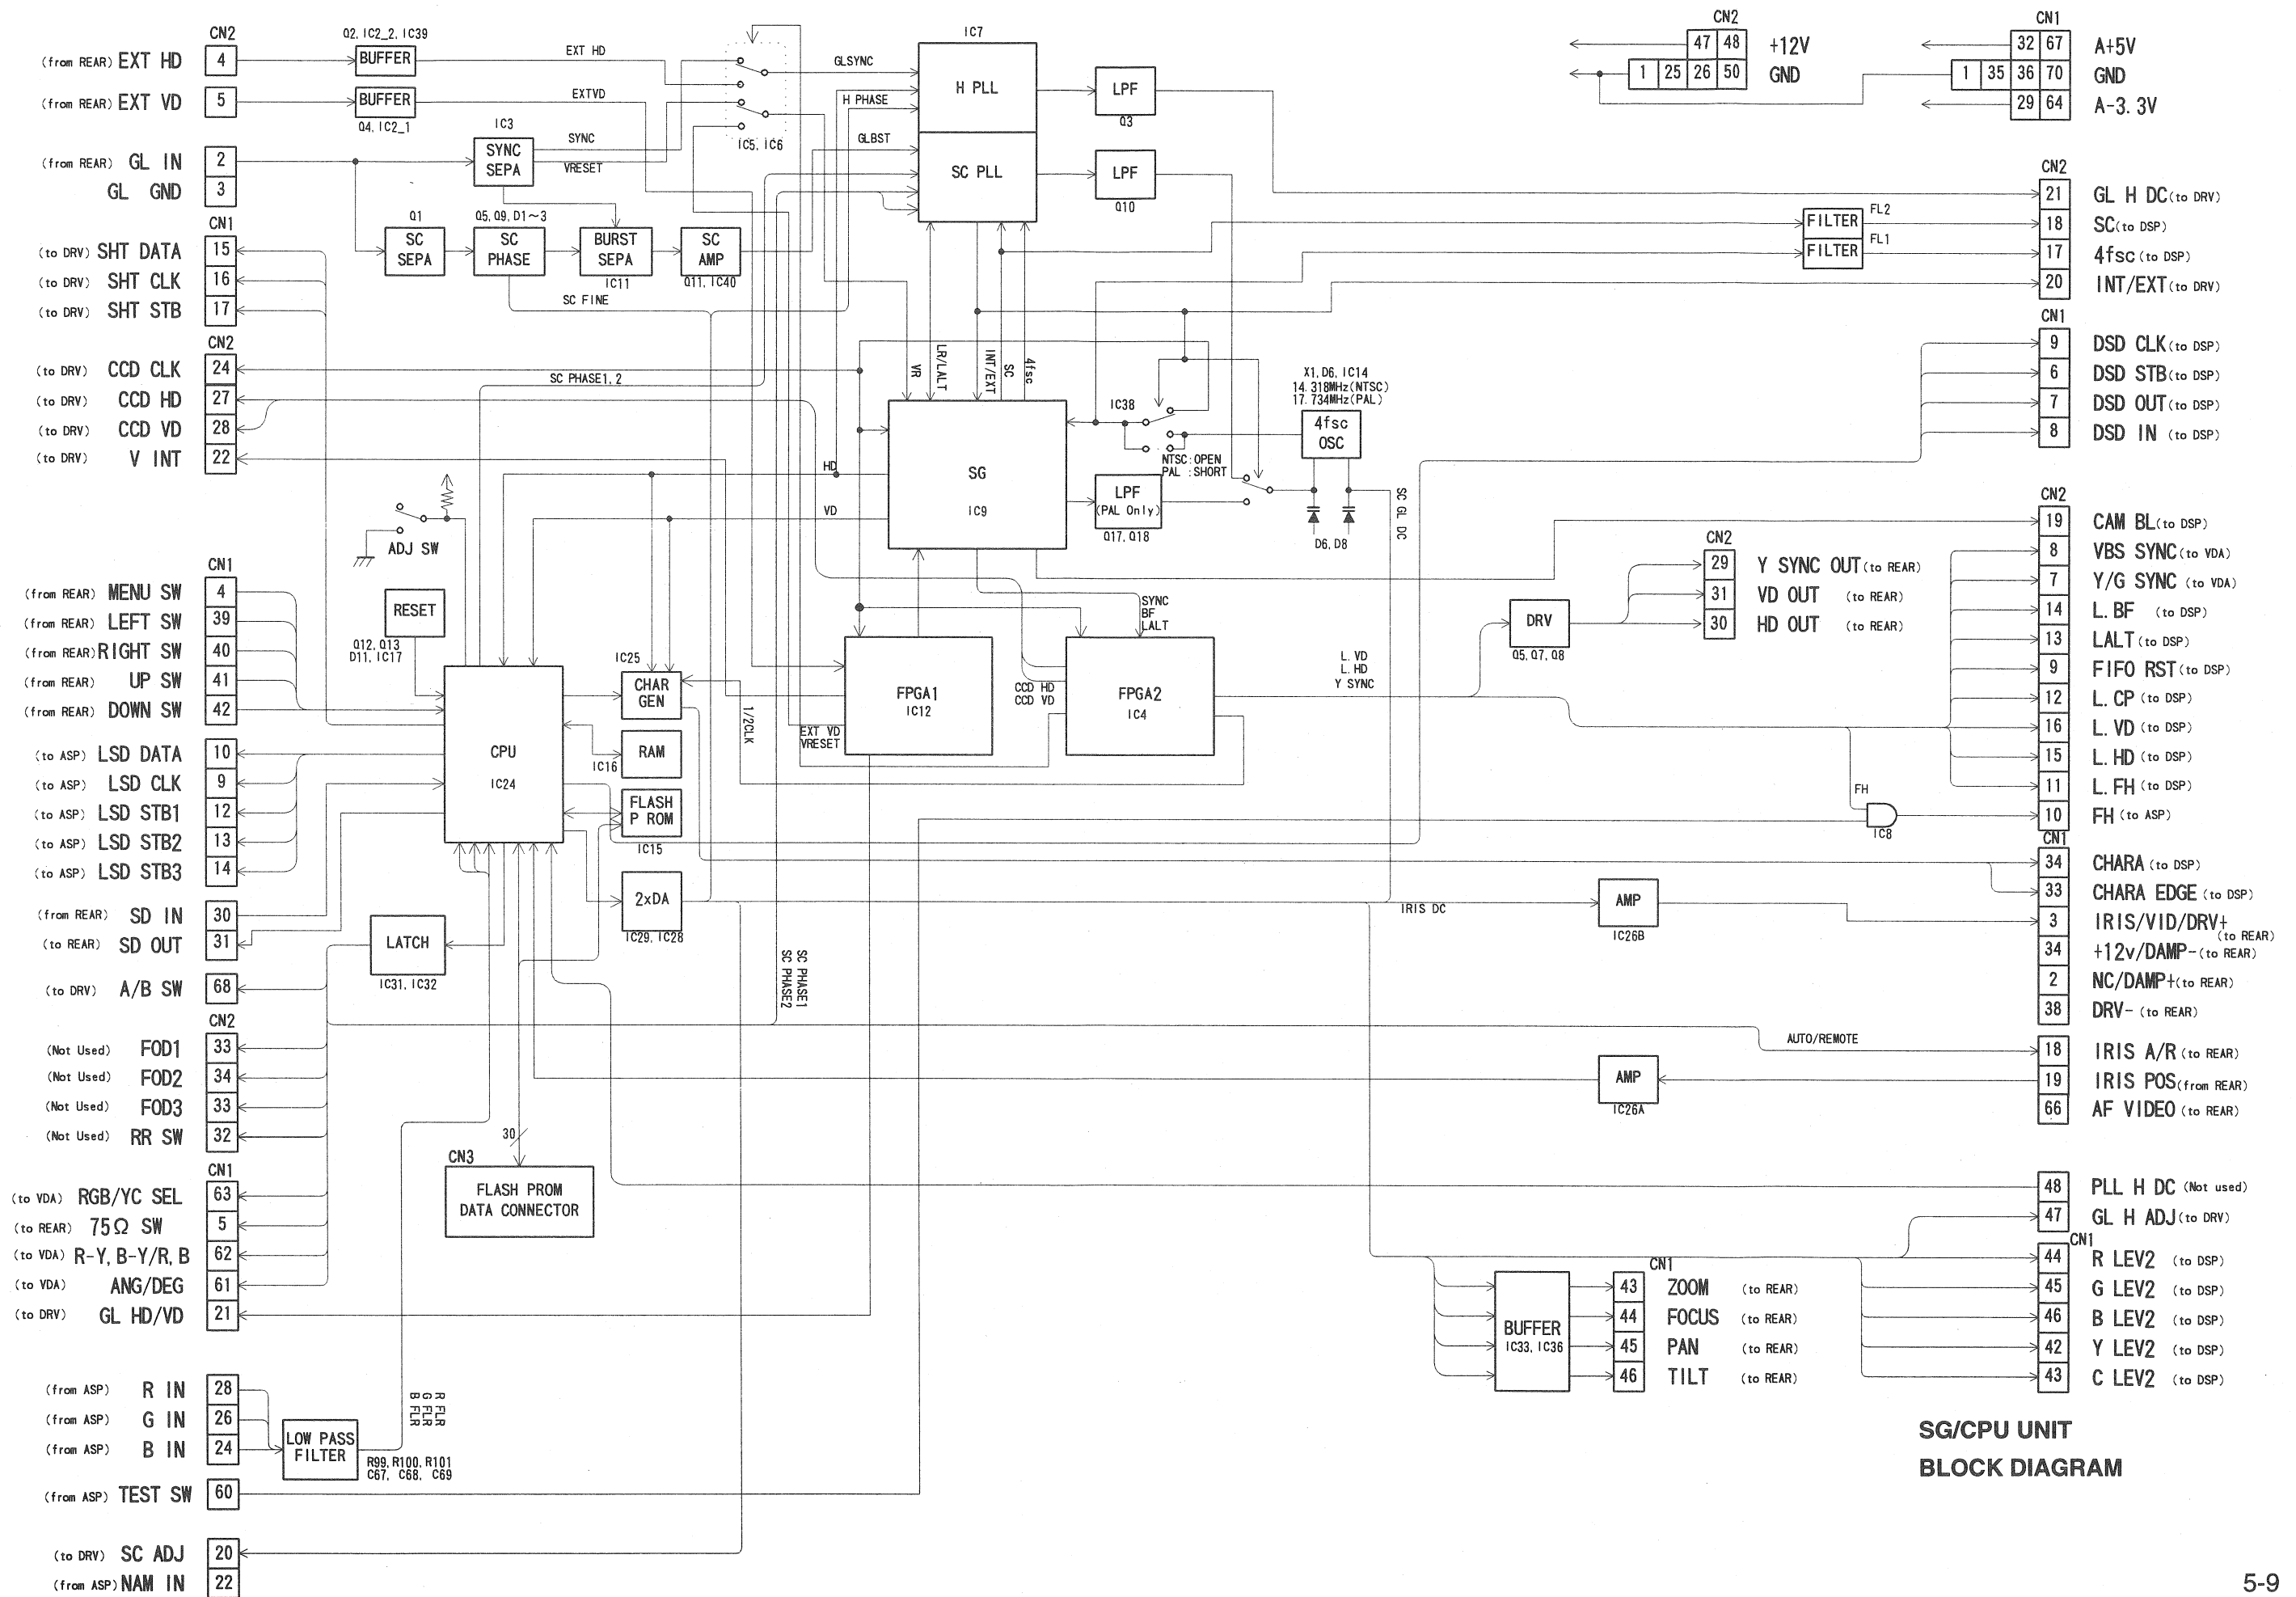 CN2
(from REAR) EXT HD 4
(from REAR) EXT VD 5
(from REAR) GL IN 2
GL GND 3
CN1
(to DRV) SHT DATA 15
(to DRV) SHT CLK 16
(to DRV) SHT STB 17
CN2
(to DRV) CCD CLK 24
(to DRV) CCD HD 27
(to DRV) CCD VD 28
(to DRV) V INT 22
CN1
(from REAR) MENU SW 4
(from REAR) LEFT SW 39
(from REAR) RIGHT SW 40
(from REAR) UP SW 41
(from REAR) DOWN SW 42
(to ASP) LSD DATA 10
(to ASP) LSD CLK 9
(to ASP) LSD STB1 12
(to ASP) LSD STB2 13
(to ASP) LSD STB3 14
(from REAR) SD IN 30
(to REAR) SD OUT 31
(to DRV) A/B SW 68
CN2
(Not Used) FOD1 33
(Not Used) FOD2 34
(Not Used) FOD3 33
(Not Used) RR SW 32
CN1
(to VDA) RGB/YC SEL 63
(to REAR) 75Ω SW 5
(to VDA) R-Y, B-Y/R, B 62
(to VDA) ANG/DEG 61
(to DRV) GL HD/VD 21
(from ASP) R IN 28
(from ASP) G IN 26
(from ASP) B IN 24
(from ASP) TEST SW 60
(to DRV) SC ADJ 20
(from ASP) NAM IN 22
Q2, IC2_2, IC39
BUFFER
EXT HD
BUFFER
Q4, IC2_1
EXTVD
IC3
SYNC
SEPA
SYNC
VRESET
IC5, IC6
Q1
SC
SEPA
Q5, Q9, D1~3
SC
PHASE
BURST
SEPA
IC11
SC
AMP
Q11, IC40
SC FINE
GLSYNC
H PHASE
GLBST
IC7
H PLL
SC PLL
LPF
Q3
LPF
Q10
SC PHASE1, 2
VR
LR/LALT
INT/EXT
SC
4fsc
SG
IC9
HD
VD
IC38
NTSC:OPEN
PAL :SHORT
X1, D6, IC14
14.318MHz(NTSC)
17.734MHz(PAL)
4fsc
OSC
LPF
(PAL Only)
Q17, Q18
D6, D8
SC GL DC
ADJ SW
RESET
Q12, Q13
D11, IC17
CPU
IC24
IC25
CHAR
GEN
RAM
IC16
FLASH
P ROM
IC15
2xDA
IC29, IC28
LATCH
IC31, IC32
1/2CLK
EXT VD
VRESET
FPGA1
IC12
CCD HD
CCD VD
SYNC
BF
LALT
FPGA2
IC4
L. VD
L. HD
Y SYNC
DRV
Q5, Q7, Q8
CN2
29 Y SYNC OUT (to REAR)
31 VD OUT (to REAR)
30 HD OUT (to REAR)
SC PHASE1
SC PHASE2
30
CN3
FLASH PROM
DATA CONNECTOR
LOW PASS
FILTER
R99, R100, R101
C67, C68, C69
R FLR
G FLR
B FLR
IRIS DC
AMP
IC26B
AUTO/REMOTE
AMP
IC26A
FH
IC8
FILTER FL2
FILTER FL1
BUFFER
IC33, IC36
CN1
43 ZOOM (to REAR)
44 FOCUS (to REAR)
45 PAN (to REAR)
46 TILT (to REAR)
CN2
47 48 +12V
1 25 26 50 GND
CN1
32 67 A+5V
1 35 36 70 GND
29 64 A-3.3V
CN2
21 GL H DC (to DRV)
18 SC (to DSP)
17 4fsc (to DSP)
20 INT/EXT (to DRV)
CN1
9 DSD CLK (to DSP)
6 DSD STB (to DSP)
7 DSD OUT (to DSP)
8 DSD IN (to DSP)
CN2
19 CAM BL (to DSP)
8 VBS SYNC (to VDA)
7 Y/G SYNC (to VDA)
14 L. BF (to DSP)
13 LALT (to DSP)
9 FIFO RST (to DSP)
12 L. CP (to DSP)
16 L. VD (to DSP)
15 L. HD (to DSP)
11 L. FH (to DSP)
10 FH (to ASP)
CN1
34 CHARA (to DSP)
33 CHARA EDGE (to DSP)
3 IRIS/VID/DRV+ (to REAR)
34 +12v/DAMP- (to REAR)
2 NC/DAMP+ (to REAR)
38 DRV- (to REAR)
18 IRIS A/R (to REAR)
19 IRIS POS (from REAR)
66 AF VIDEO (to REAR)
48 PLL H DC (Not used)
47 GL H ADJ (to DRV)
CN1
44 R LEV2 (to DSP)
45 G LEV2 (to DSP)
46 B LEV2 (to DSP)
42 Y LEV2 (to DSP)
43 C LEV2 (to DSP)
SG/CPU UNIT
BLOCK DIAGRAM
5-9